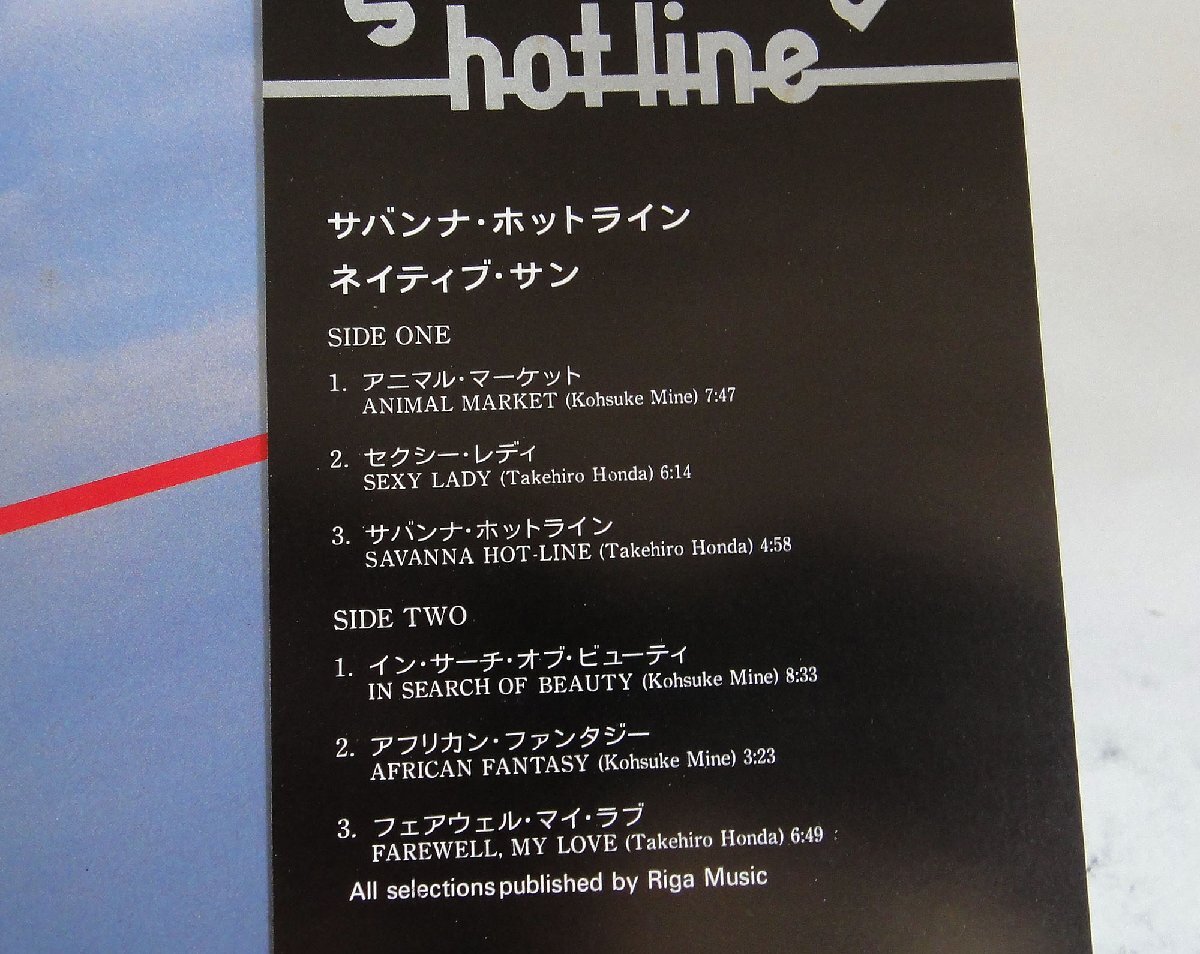 hot line
サバンナ・ホットライン
ネイティブ・サン
SIDE ONE
1. アニマル・マーケット
ANIMAL MARKET (Kohsuke Mine) 7:47
2. セクシー・レディ
SEXY LADY (Takehiro Honda) 6:14
3. サバンナ・ホットライン
SAVANNA HOT-LINE (Takehiro Honda) 4:58
SIDE TWO
1. イン・サーチ・オブ・ビューティ
IN SEARCH OF BEAUTY (Kohsuke Mine) 8:33
2. アフリカン・ファンタジー
AFRICAN FANTASY (Kohsuke Mine) 3:23
3. フェアウェル・マイ・ラブ
FAREWELL, MY LOVE (Takehiro Honda) 6:49
All selections published by Riga Music